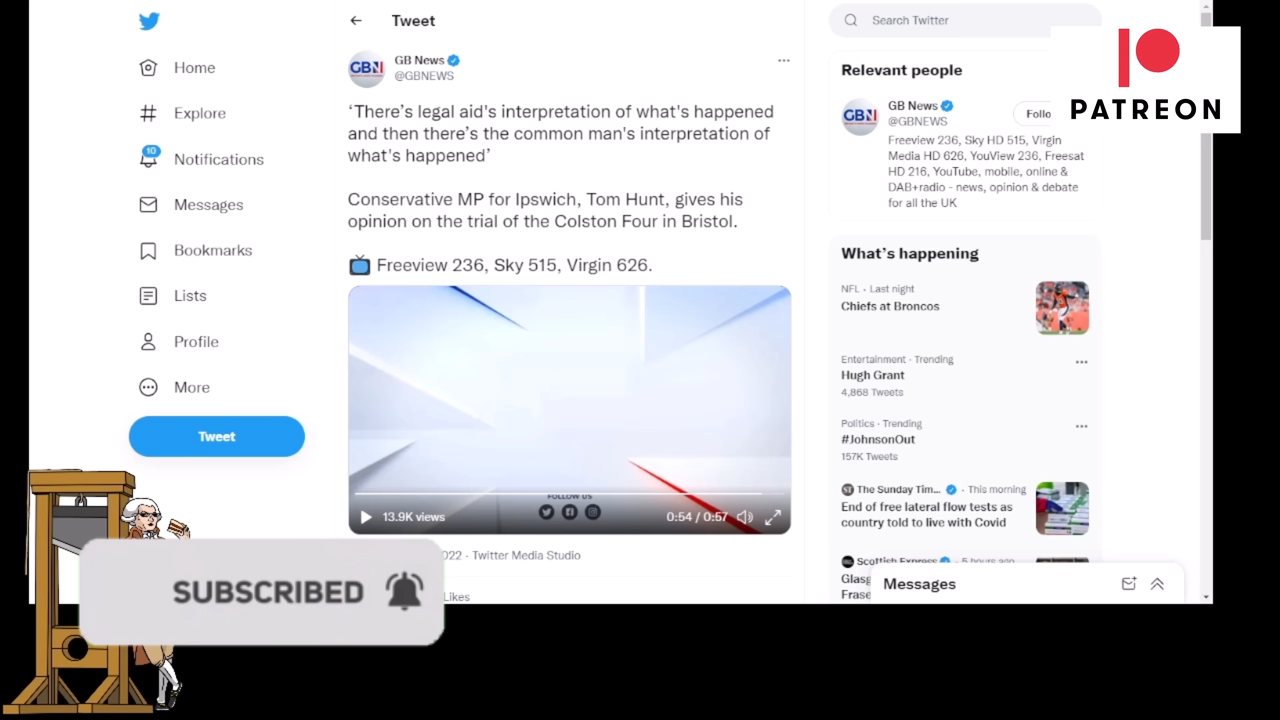 Home
Explore
10
Notifications
Messages
Bookmarks
Lists
Profile
More
Tweet
Tweet
GB News
@GBNEWS
GBN
‘There’s legal aid's interpretation of what's happened
and then there’s the common man's interpretation of
what's happened’
Conservative MP for Ipswich, Tom Hunt, gives his
opinion on the trial of the Colston Four in Bristol.
Freeview 236, Sky 515, Virgin 626.
FOLLOW US
13.9K views
0:54 / 0:57
022 · Twitter Media Studio
Likes
Search Twitter
Relevant people
GBN
GB News
@GBNEWS
Follo
Freeview 236, Sky HD 515, Virgin
Media HD 626, YouView 236, Freesat
HD 216, YouTube, mobile, online &
DAB+radio - news, opinion & debate
for all the UK
What’s happening
NFL · Last night
Chiefs at Broncos
Entertainment · Trending
Hugh Grant
4,868 Tweets
Politics · Trending
#JohnsonOut
157K Tweets
The Sunday Tim... · This morning
End of free lateral flow tests as
country told to live with Covid
Scottish Express · 5 hours ago
Glasg
Frase
Messages
PATREON
SUBSCRIBED